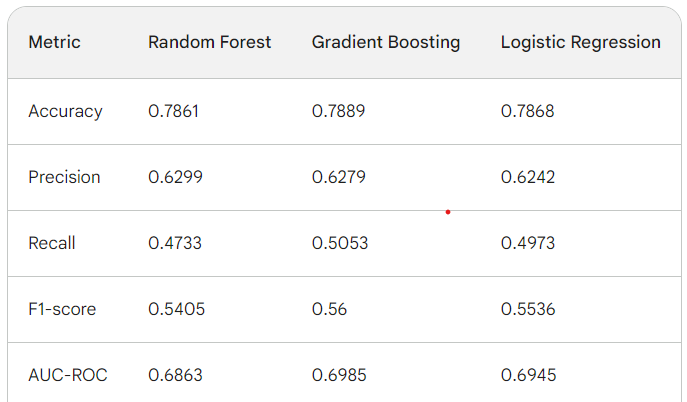 Metric Random Forest Gradient Boosting Logistic Regression
Accuracy 0.7861 0.7889 0.7868
Precision 0.6299 0.6279 0.6242
Recall 0.4733 0.5053 0.4973
F1-score 0.5405 0.56 0.5536
AUC-ROC 0.6863 0.6985 0.6945